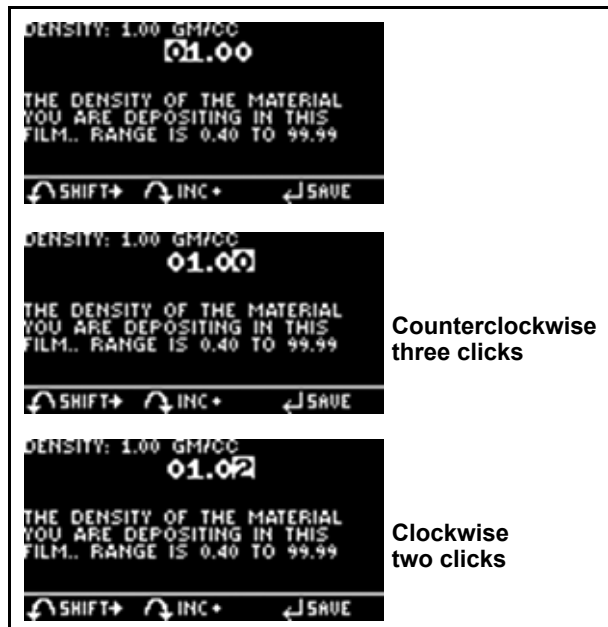 DENSITY: 1.00 GM/CC
01.00
THE DENSITY OF THE MATERIAL
YOU ARE DEPOSITING IN THIS
FILM.. RANGE IS 0.40 TO 99.99
SHIFT→ INC + SAVE
DENSITY: 1.00 GM/CC
01.00
THE DENSITY OF THE MATERIAL
YOU ARE DEPOSITING IN THIS
FILM.. RANGE IS 0.40 TO 99.99
SHIFT→ INC + SAVE
Counterclockwise
three clicks
DENSITY: 1.00 GM/CC
01.02
THE DENSITY OF THE MATERIAL
YOU ARE DEPOSITING IN THIS
FILM.. RANGE IS 0.40 TO 99.99
SHIFT→ INC + SAVE
Clockwise
two clicks